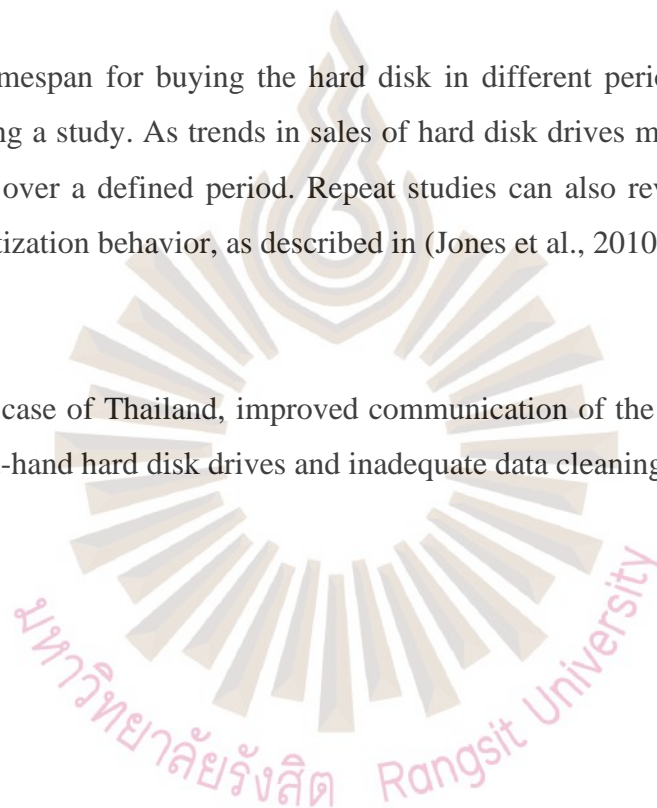 mespan for buying the hard disk in different perio
ng a study. As trends in sales of hard disk drives m
over a defined period. Repeat studies can also rev
tization behavior, as described in (Jones et al., 2010
case of Thailand, improved communication of the
-hand hard disk drives and inadequate data cleaning
มหาวิทยาลัยรังสิต Rangsit University